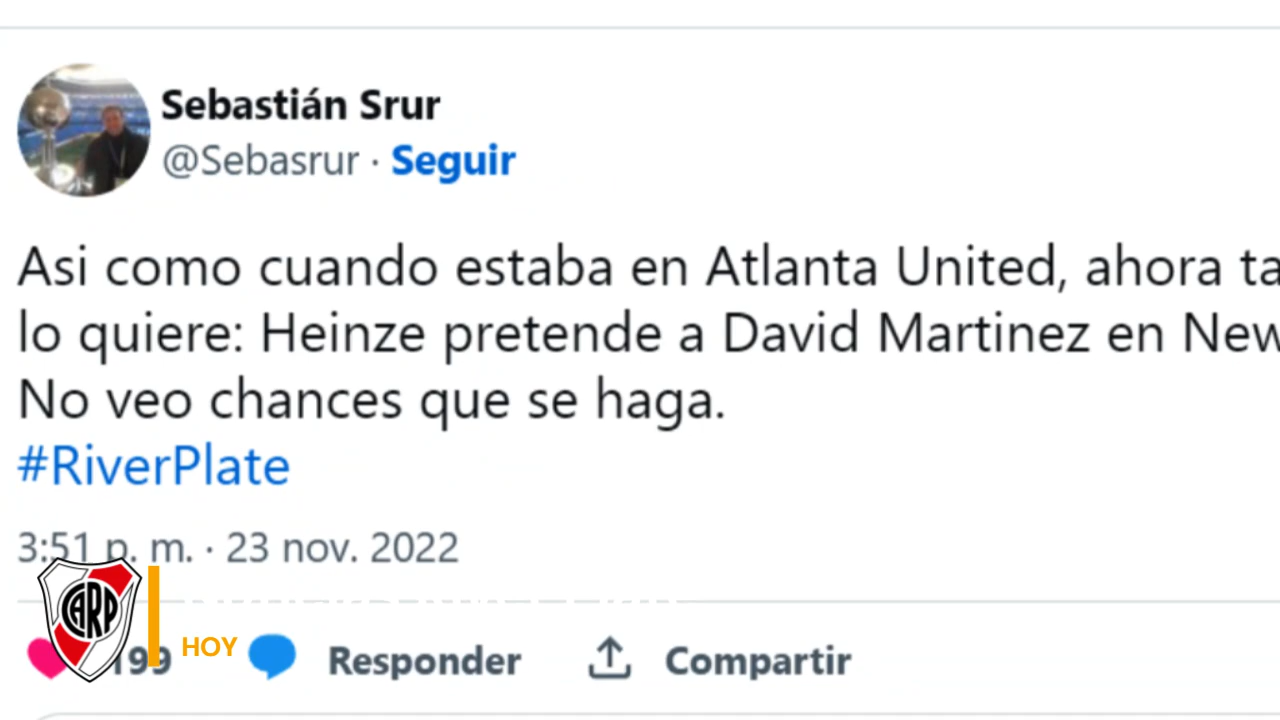 Sebastián Srur
@Sebasrur · Seguir
Asi como cuando estaba en Atlanta United, ahora ta
lo quiere: Heinze pretende a David Martinez en New
No veo chances que se haga.
#RiverPlate
3:51 p. m. · 23 nov. 2022
CARP
HOY
199 Responder Compartir